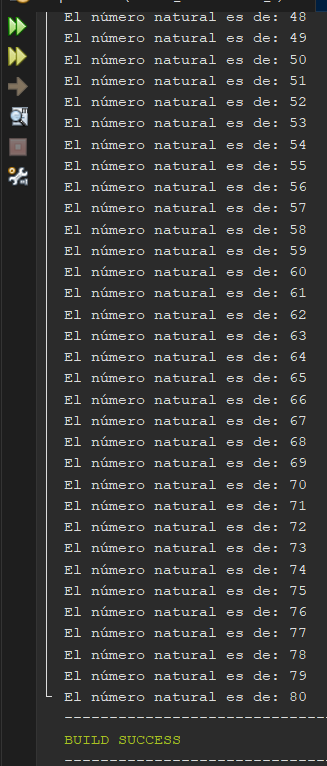 El número natural es de: 48
El número natural es de: 49
El número natural es de: 50
El número natural es de: 51
El número natural es de: 52
El número natural es de: 53
El número natural es de: 54
El número natural es de: 55
El número natural es de: 56
El número natural es de: 57
El número natural es de: 58
El número natural es de: 59
El número natural es de: 60
El número natural es de: 61
El número natural es de: 62
El número natural es de: 63
El número natural es de: 64
El número natural es de: 65
El número natural es de: 66
El número natural es de: 67
El número natural es de: 68
El número natural es de: 69
El número natural es de: 70
El número natural es de: 71
El número natural es de: 72
El número natural es de: 73
El número natural es de: 74
El número natural es de: 75
El número natural es de: 76
El número natural es de: 77
El número natural es de: 78
El número natural es de: 79
El número natural es de: 80
-----------------------------
BUILD SUCCESS
-----------------------------